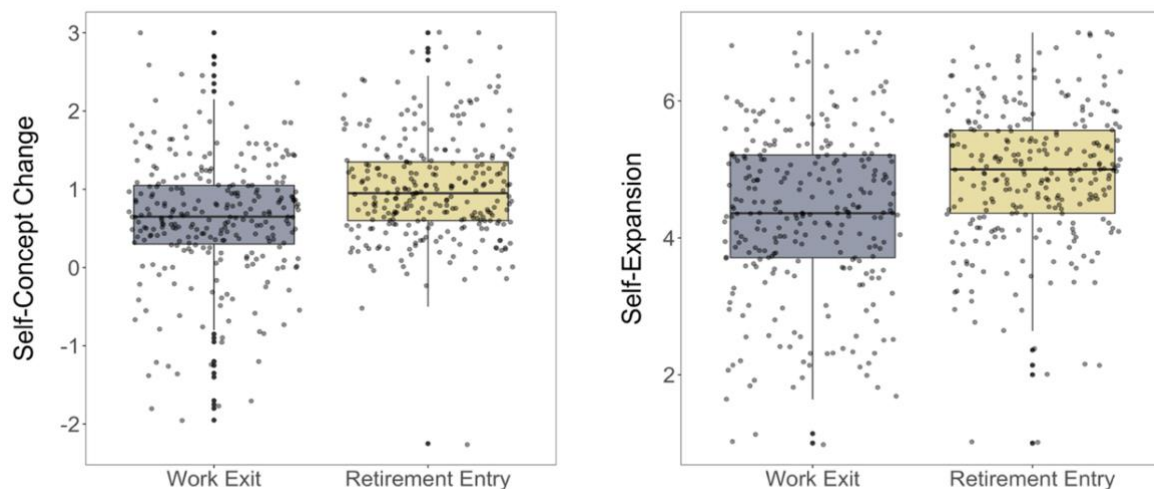 Self-Concept Change
3
2
1
0
-1
-2
Work Exit
Retirement Entry
Self-Expansion
6
4
2
Work Exit
Retirement Entry